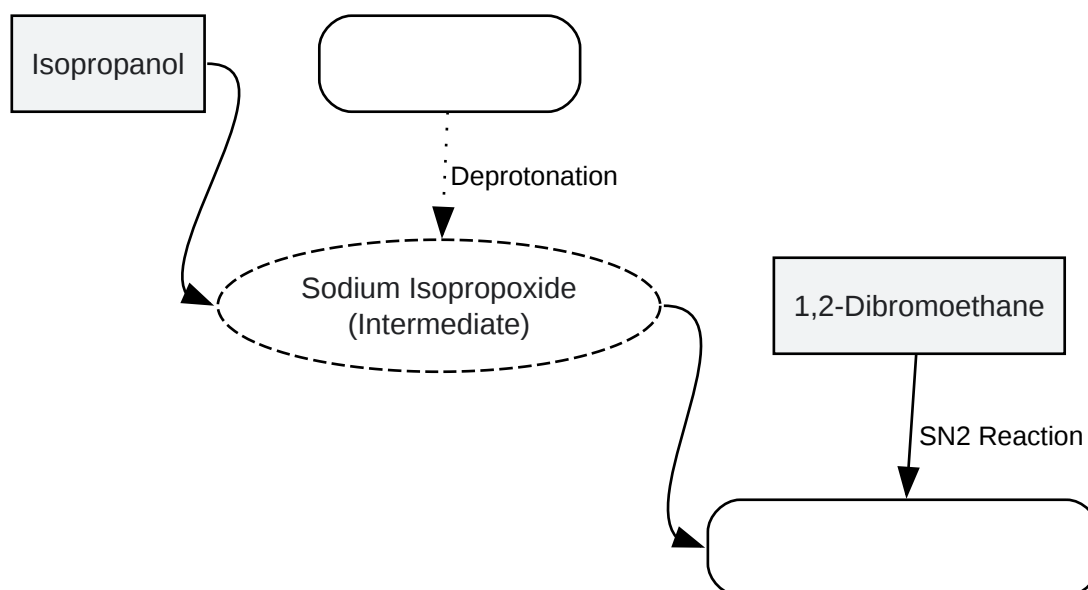 Isopropanol
Deprotonation
Sodium Isopropoxide
(Intermediate)
1,2-Dibromoethane
SN2 Reaction